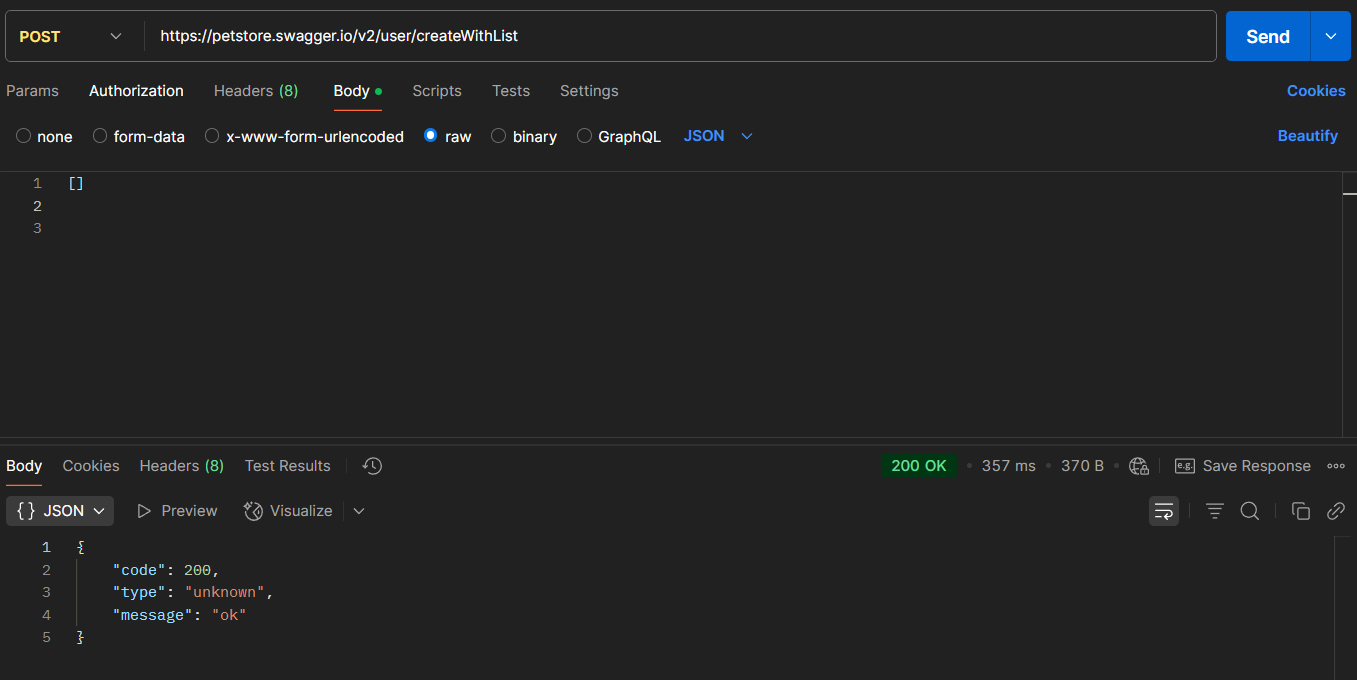 POST https://petstore.swagger.io/v2/user/createWithList Send
Params Authorization Headers (8) Body Scripts Tests Settings Cookies
none form-data x-www-form-urlencoded raw binary GraphQL JSON Beautify
1 []
2
3
Body Cookies Headers (8) Test Results 200 OK 357 ms 370 B e.g. Save Response
{} JSON Preview Visualize
1 {
2 "code": 200,
3 "type": "unknown",
4 "message": "ok"
5 }